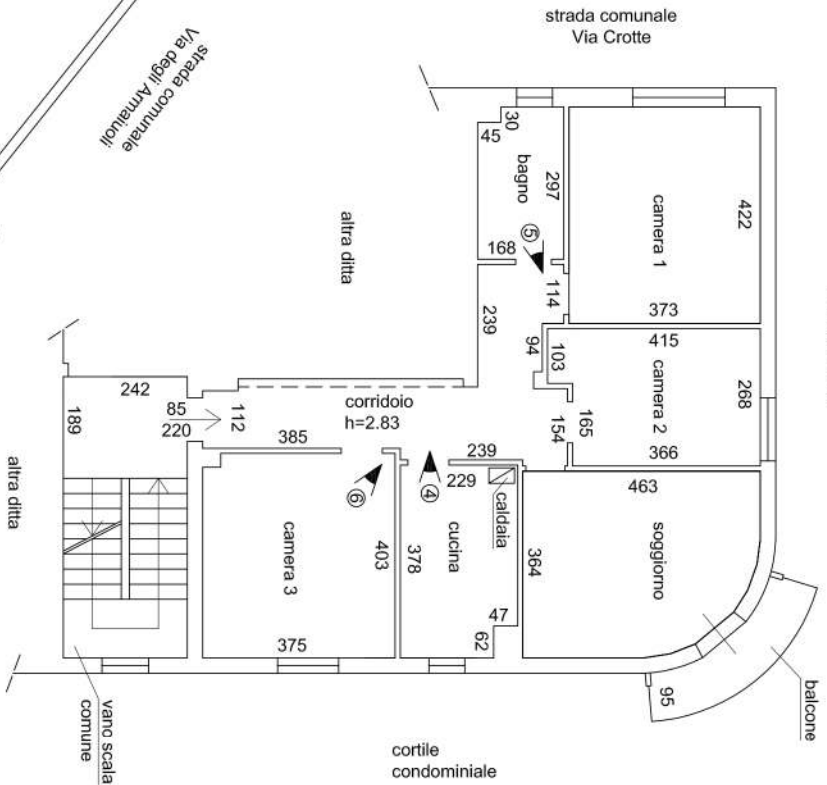 strada comunale
Via Crotte
strada comunale
Via degli Armaiuoli
30
45
bagno
297
camera 1
422
altra ditta
5
168
114
239
373
94
103
415
camera 2
268
242
189
85
220
112
corridoio
h=2.83
385
154
165
366
239
229
463
altra ditta
6
4
caldaia
camera 3
403
378
cucina
364
soggiorno
375
47
62
95
balcone
vano scala
comune
cortile
condominiale